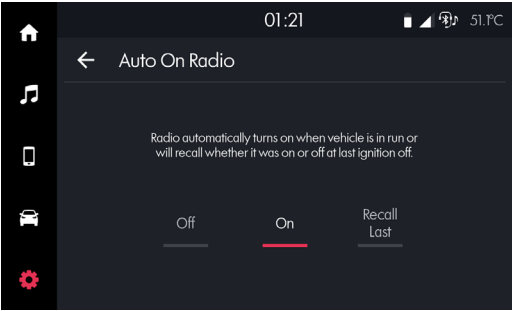 01:21
51.1°C
Auto On Radio
Radio automatically turns on when vehicle is in run or
will recall whether it was on or off at last ignition off.
Off
On
Recall
Last